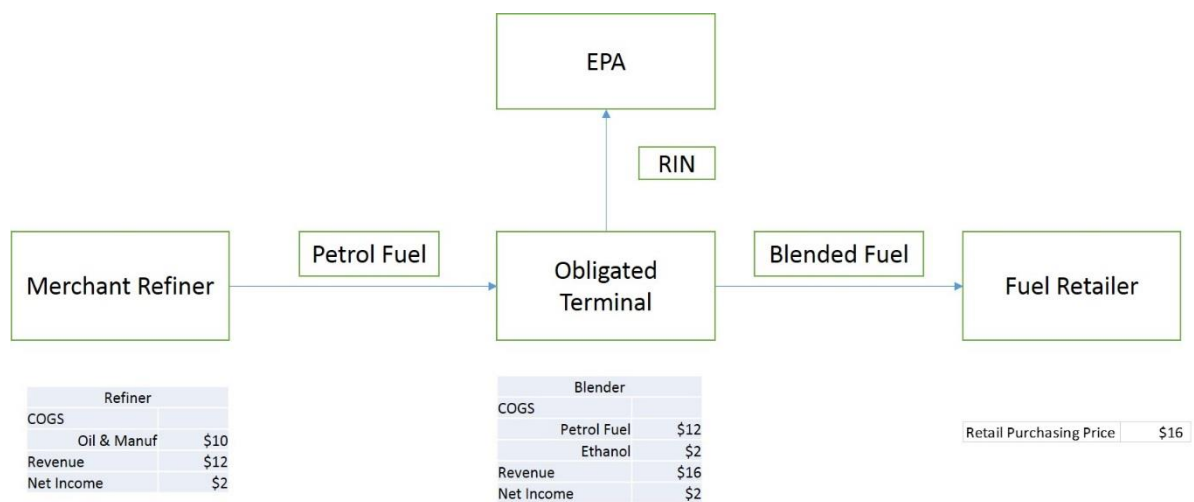 EPA
RIN
Merchant Refiner
Petrol Fuel
Obligated
Terminal
Blended Fuel
Fuel Retailer
Refiner
COGS
Oil & Manuf $10
Revenue $12
Net Income $2
Blender
COGS
Petrol Fuel $12
Ethanol $2
Revenue $16
Net Income $2
Retail Purchasing Price $16